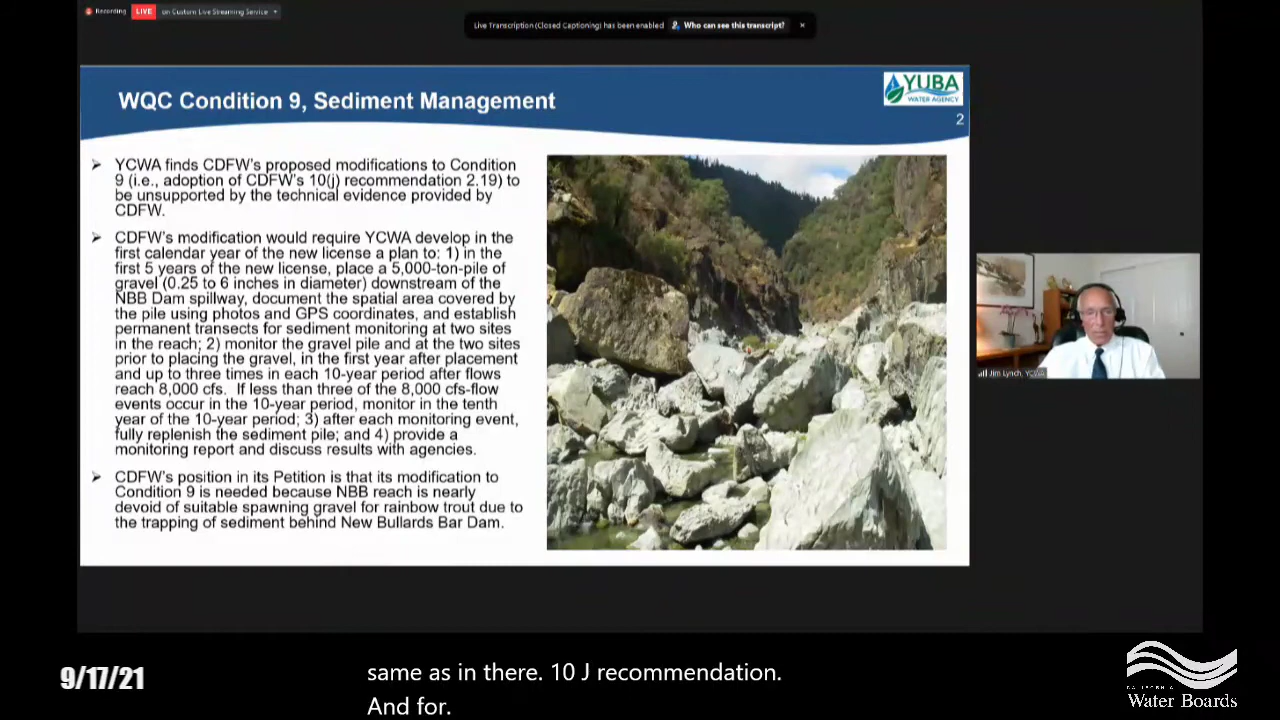 Recording LIVE on Custom Live Streaming Service
Live Transcription (Closed Captioning) has been enabled Who can see this transcript? ×
WQC Condition 9, Sediment Management
YUBA
WATER AGENCY
2
➢ YCWA finds CDFW's proposed modifications to Condition
9 (i.e., adoption of CDFW's 10(j) recommendation 2.19) to
be unsupported by the technical evidence provided by
CDFW.
➢ CDFW's modification would require YCWA develop in the
first calendar year of the new license a plan to: 1) in the
first 5 years of the new license, place a 5,000-ton-pile of
gravel (0.25 to 6 inches in diameter) downstream of the
NBB Dam spillway, document the spatial area covered by
the pile using photos and GPS coordinates, and establish
permanent transects for sediment monitoring at two sites
in the reach; 2) monitor the gravel pile and at the two sites
prior to placing the gravel, in the first year after placement
and up to three times in each 10-year period after flows
reach 8,000 cfs. If less than three of the 8,000 cfs-flow
events occur in the 10-year period, monitor in the tenth
year of the 10-year period; 3) after each monitoring event,
fully replenish the sediment pile; and 4) provide a
monitoring report and discuss results with agencies.
➢ CDFW's position in its Petition is that its modification to
Condition 9 is needed because NBB reach is nearly
devoid of suitable spawning gravel for rainbow trout due to
the trapping of sediment behind New Bullards Bar Dam.
Jim Lynch, YCWA
9/17/21
same as in there. 10 J recommendation.
And for.
CALIFORNIA
Water Boards